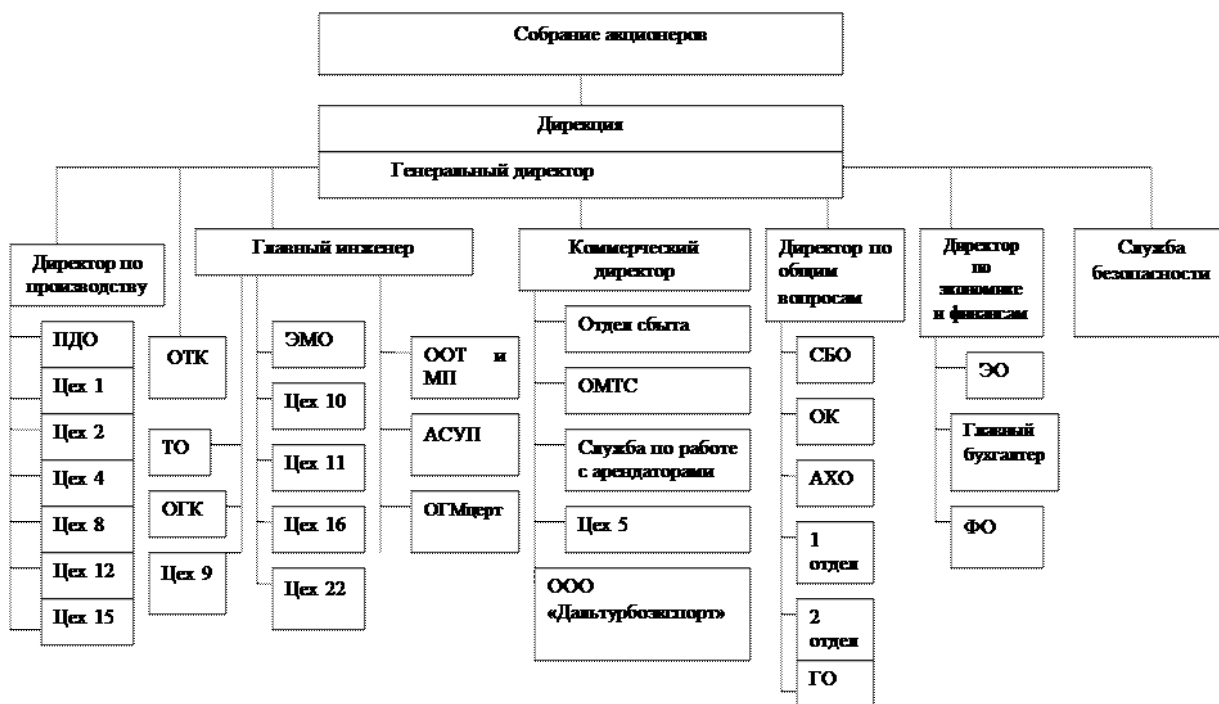 Собрание акционеров
Дирекция
Генеральный директор
Директор по
производству
Главный инженер
Коммерческий
директор
Директор по
общим
вопросам
Директор
по
экономике
и финансам
Служба
безопасности
ПДО
Цех 1
Цех 2
Цех 4
Цех 8
Цех 12
Цех 15
ОТК
ТО
ОГК
Цех 9
ЭМО
Цех 10
Цех 11
Цех 16
Цех 22
ООТ и
МП
АСУП
ОГМцерт
Отдел сбыта
ОМТС
Служба по работе
с арендаторами
Цех 5
ООО
«Дальтурбоэкспорт»
СБО
ОК
АХО
1
отдел
2
отдел
ГО
ЭО
Главный
бухгалтер
ФО